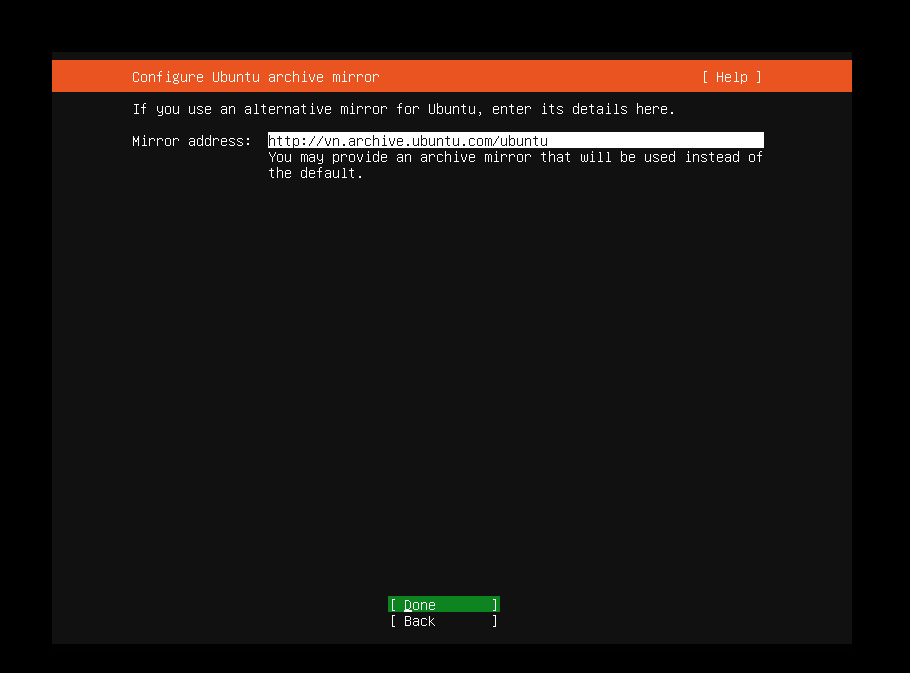 Configure Ubuntu archive mirror [ Help ]
If you use an alternative mirror for Ubuntu, enter its details here.
Mirror address: http://vn.archive.ubuntu.com/ubuntu
You may provide an archive mirror that will be used instead of
the default.
[ Done ]
[ Back ]